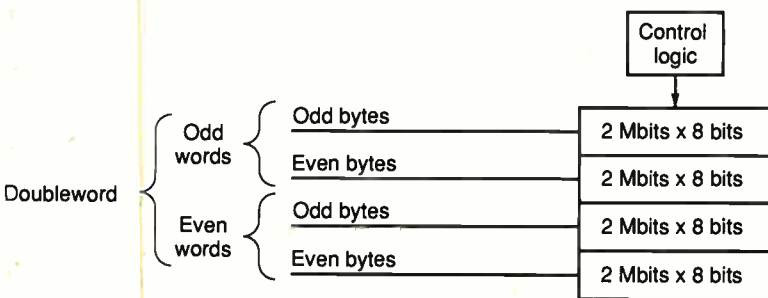 Control
logic
Odd bytes
2 Mbits x 8 bits
Odd
words
Even bytes
2 Mbits x 8 bits
Doubleword
Odd bytes
2 Mbits x 8 bits
Even
words
Even bytes
2 Mbits x 8 bits